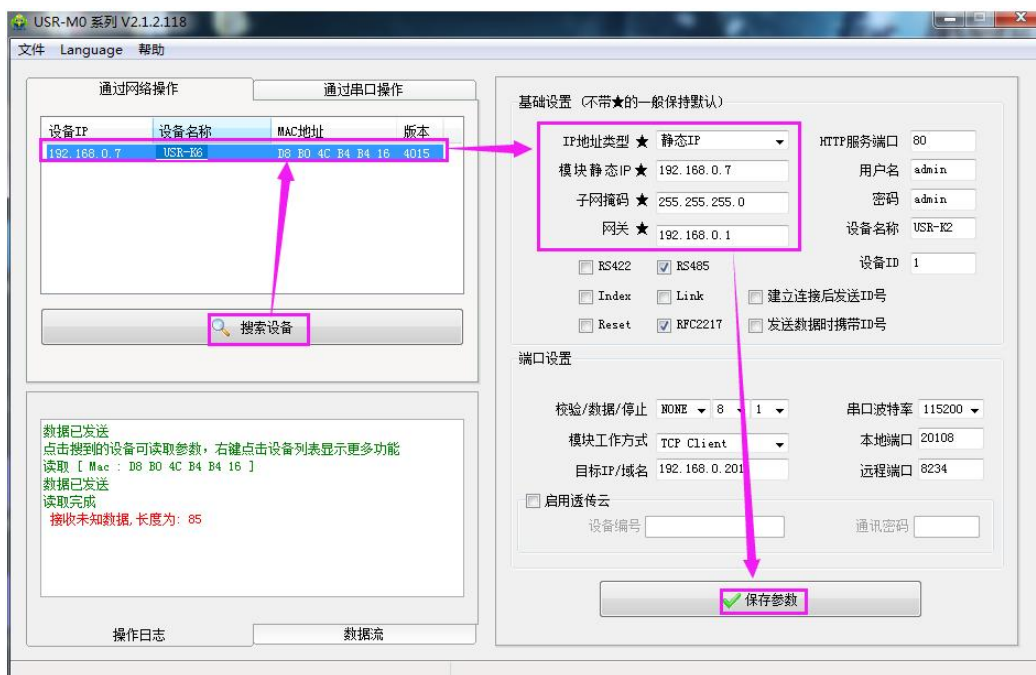 USR-M0 系列 V2.1.2.118
文件 Language 帮助
通过网络操作 通过串口操作
设备IP 设备名称 MAC地址 版本
192.168.0.7 USR-K6 D8 B0 4C B4 B4 16 4015
搜索设备
数据已发送
点击搜到的设备可读取参数，右键点击设备列表显示更多功能
读取 [ Mac : D8 B0 4C B4 B4 16 ]
数据已发送
读取完成
接收未知数据,长度为: 85
操作日志 数据流
基础设置 (不带★的一般保持默认)
IP地址类型 ★ 静态IP HTTP服务端口 80
模块静态IP★ 192.168.0.7 用户名 admin
子网掩码 ★ 255.255.255.0 密码 admin
网关 ★ 192.168.0.1 设备名称 USR-K2
RS422 RS485 设备ID 1
Index Link 建立连接后发送ID号
Reset RFC2217 发送数据时携带ID号
端口设置
校验/数据/停止 NONE 8 1 串口波特率 115200
模块工作方式 TCP Client 本地端口 20108
目标IP/域名 192.168.0.201 远程端口 8234
启用透传云
设备编号 通讯密码
保存参数